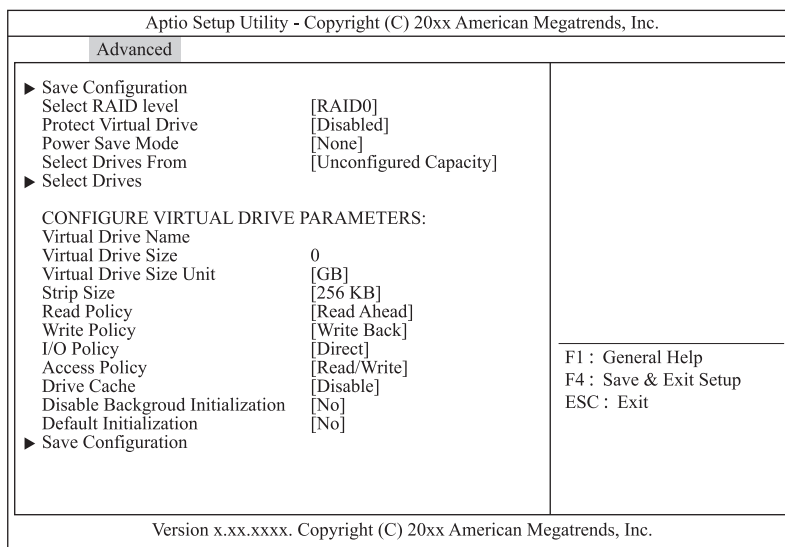 Aptio Setup Utility - Copyright (C) 20xx American Megatrends, Inc.
Advanced
▶ Save Configuration
Select RAID level [RAID0]
Protect Virtual Drive [Disabled]
Power Save Mode [None]
Select Drives From [Unconfigured Capacity]
▶ Select Drives
CONFIGURE VIRTUAL DRIVE PARAMETERS:
Virtual Drive Name
Virtual Drive Size 0
Virtual Drive Size Unit [GB]
Strip Size [256 KB]
Read Policy [Read Ahead]
Write Policy [Write Back]
I/O Policy [Direct]
Access Policy [Read/Write]
Drive Cache [Disable]
Disable Backgroud Initialization [No]
Default Initialization [No]
▶ Save Configuration
F1 : General Help
F4 : Save & Exit Setup
ESC : Exit
Version x.xx.xxxx. Copyright (C) 20xx American Megatrends, Inc.